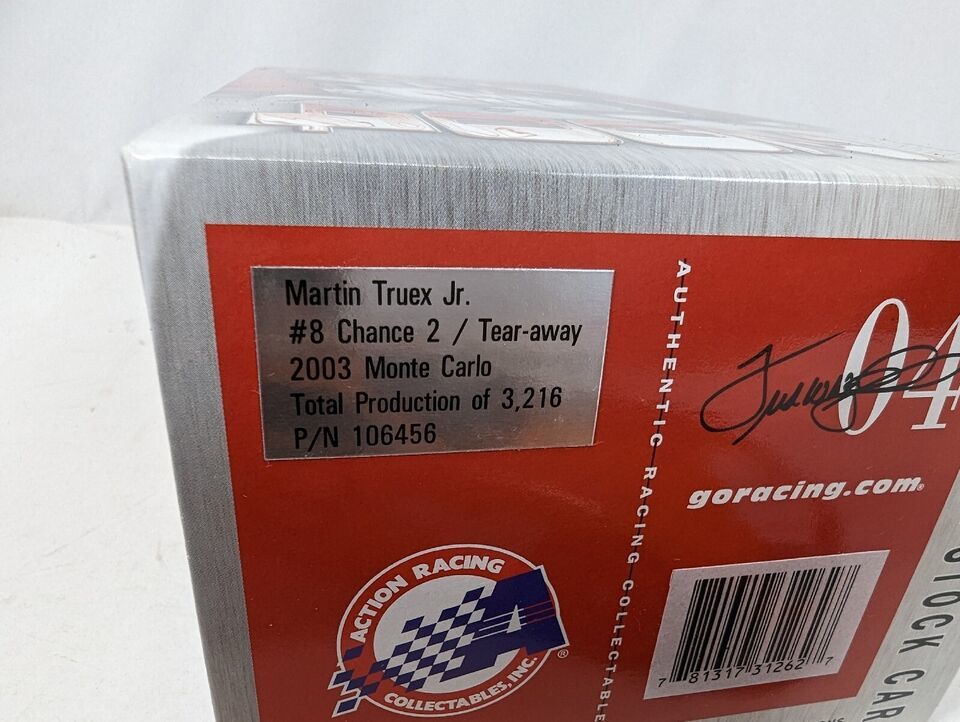 Martin Truex Jr.
#8 Chance 2 / Tear-away
2003 Monte Carlo
Total Production of 3,216
P/N 106456
AUTHENTIC RACING COLLECTABLE
04
goracing.com®
ACTION RACING
COLLECTABLES, INC.
A
®
7 81317 31262 7
STOCK CAR